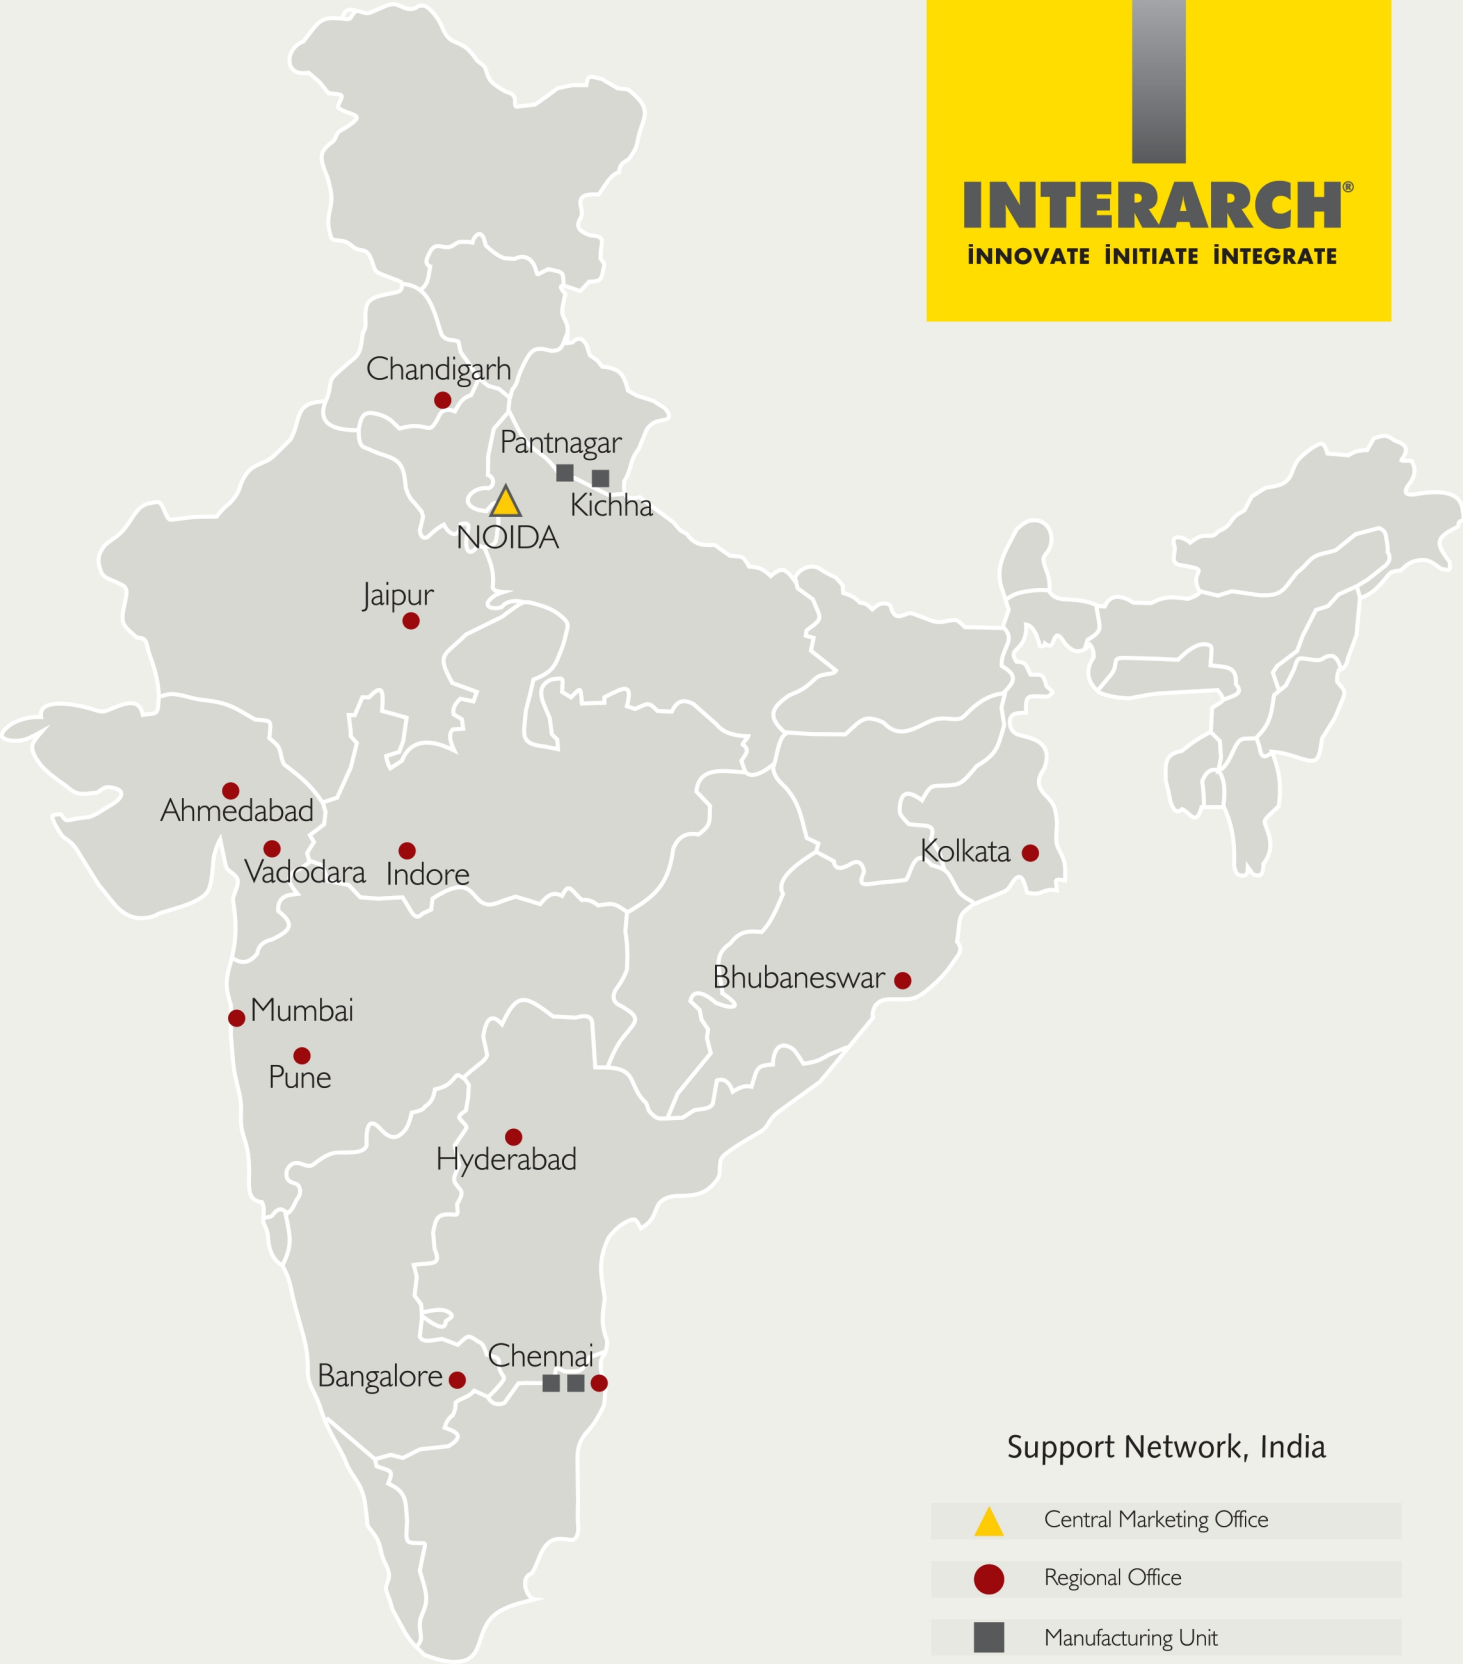 INTERARCH®
iNNOVATE iNITIATE iNTEGRATE
Chandigarh
Pantnagar
Kichha
NOIDA
Jaipur
Ahmedabad
Vadodara
Indore
Kolkata
Bhubaneswar
Mumbai
Pune
Hyderabad
Chennai
Bangalore
Support Network, India
Central Marketing Office
Regional Office
Manufacturing Unit